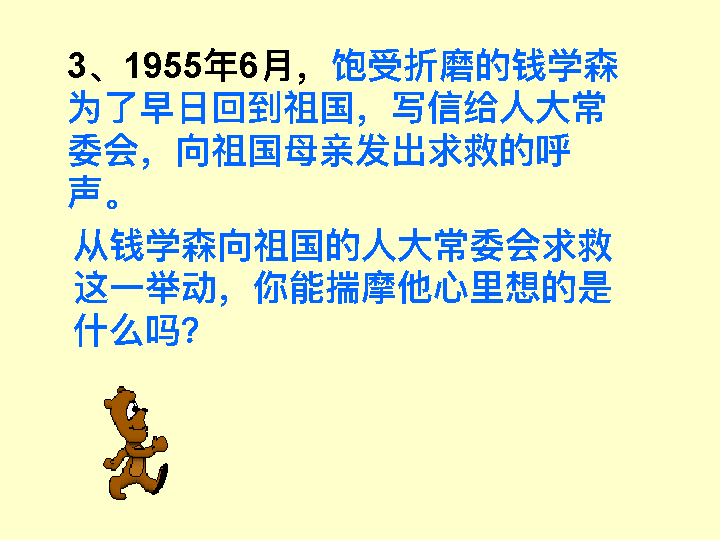 3、1955年6月，饱受折磨的钱学森
为了早日回到祖国，写信给人大常
委会，向祖国母亲发出求救的呼
声。
从钱学森向祖国的人大常委会求救
这一举动，你能揣摩他心里想的是
什么吗?